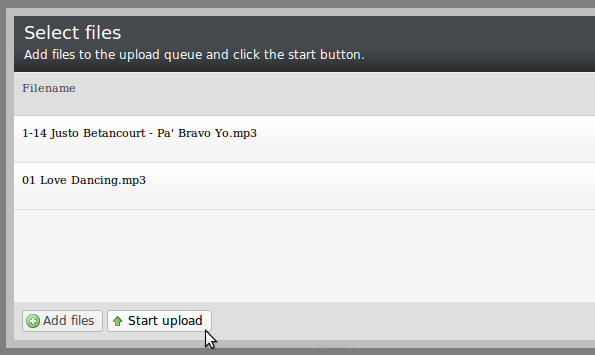 Select files
Add files to the upload queue and click the start button.
Filename
1-14 Justo Betancourt - Pa' Bravo Yo.mp3
01 Love Dancing.mp3
Add files
Start upload